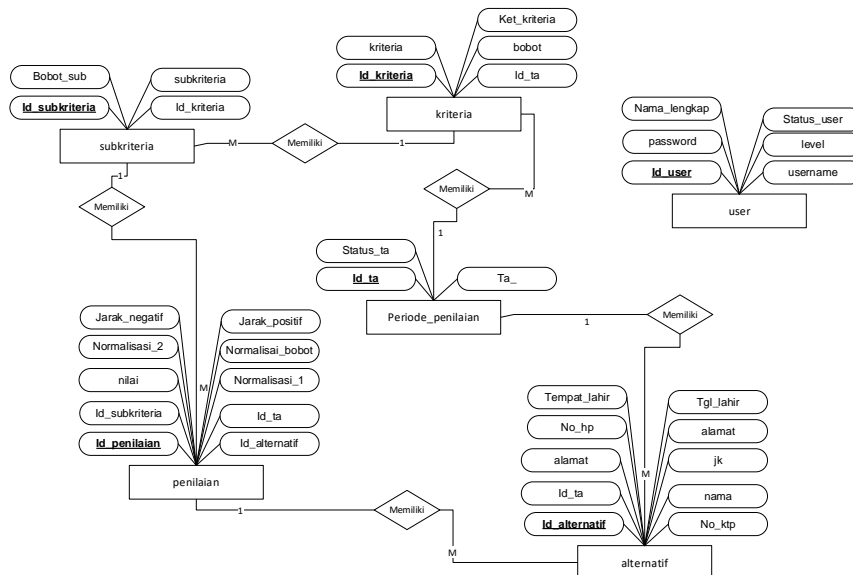 Ket_kriteria
kriteria
bobot
Id_kriteria
Id_ta
kriteria
Bobot_sub
subkriteria
Id_subkriteria
Id_kriteria
subkriteria
M
Memiliki
1
Nama_lengkap
Status_user
password
level
Id_user
username
user
1
Memiliki
Memiliki
M
1
Status_ta
Id_ta
Ta_
Periode_penilaian
1
Memiliki
Jarak_negatif
Jarak_positif
Normalisasi_2
Normalisai_bobot
nilai
Normalisasi_1
M
Id_subkriteria
Id_ta
Id_penilaian
Id_alternatif
penilaian
Tempat_lahir
Tgl_lahir
No_hp
alamat
alamat
jk
M
Id_ta
nama
Id_alternatif
No_ktp
alternatif
1
Memiliki
M